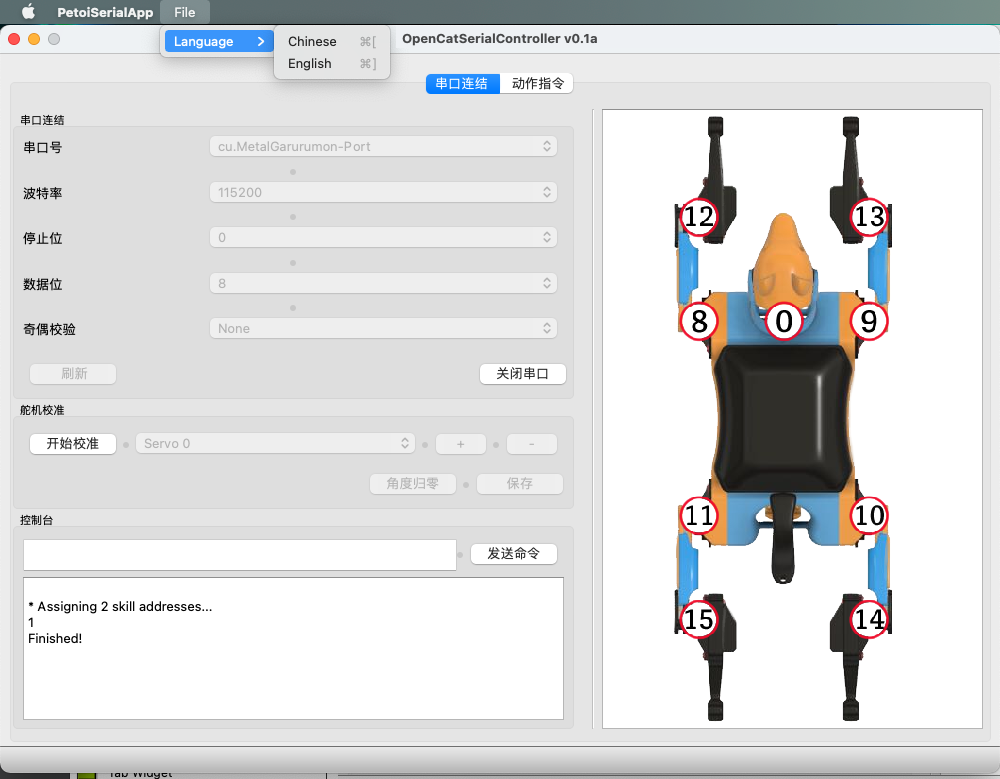 PetoiSerialApp File
Language > Chinese ⌘[
English ⌘]
OpenCatSerialController v0.1a
串口连结 动作指令
串口连结
串口号 cu.MetalGarurumon-Port
波特率 115200
停止位 0
数据位 8
奇偶校验 None
刷新 关闭串口
舵机校准
开始校准 Servo 0 + -
角度归零 保存
控制台
发送命令
* Assigning 2 skill addresses...
1
Finished!
12 13
8 0 9
11 10
15 14
Tab Widget